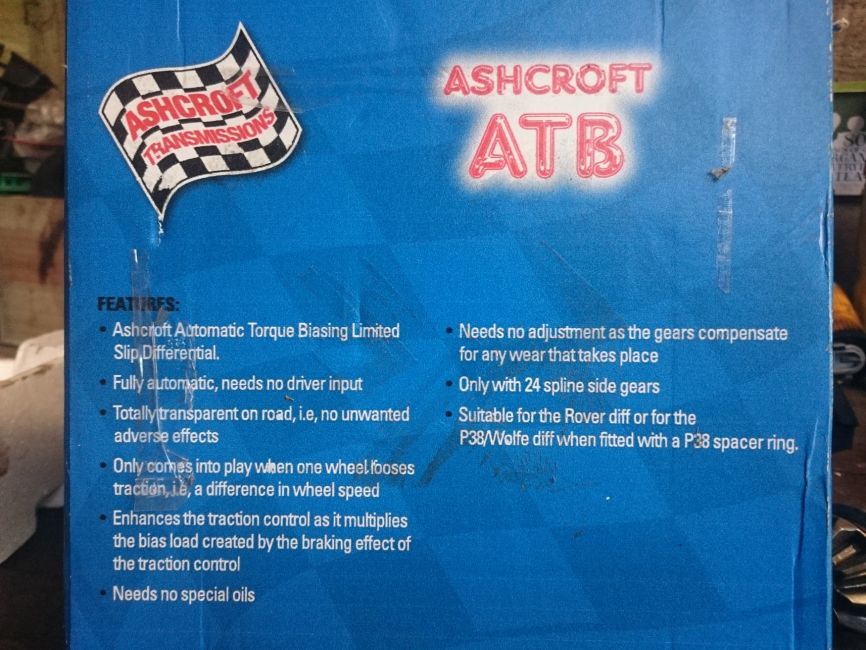 ASHCROFT
TRANSMISSIONS
ASHCROFT
ATB
FEATURES:
• Ashcroft Automatic Torque Biasing Limited
Slip Differential.
• Fully automatic, needs no driver input
• Totally transparent on road, i.e, no unwanted
adverse effects
• Only comes into play when one wheel looses
traction, i.e, a difference in wheel speed
• Enhances the traction control as it multiplies
the bias load created by the braking effect of
the traction control
• Needs no special oils
• Needs no adjustment as the gears compensate
for any wear that takes place
• Only with 24 spline side gears
• Suitable for the Rover diff or for the
P38/Wolfe diff when fitted with a P38 spacer ring.